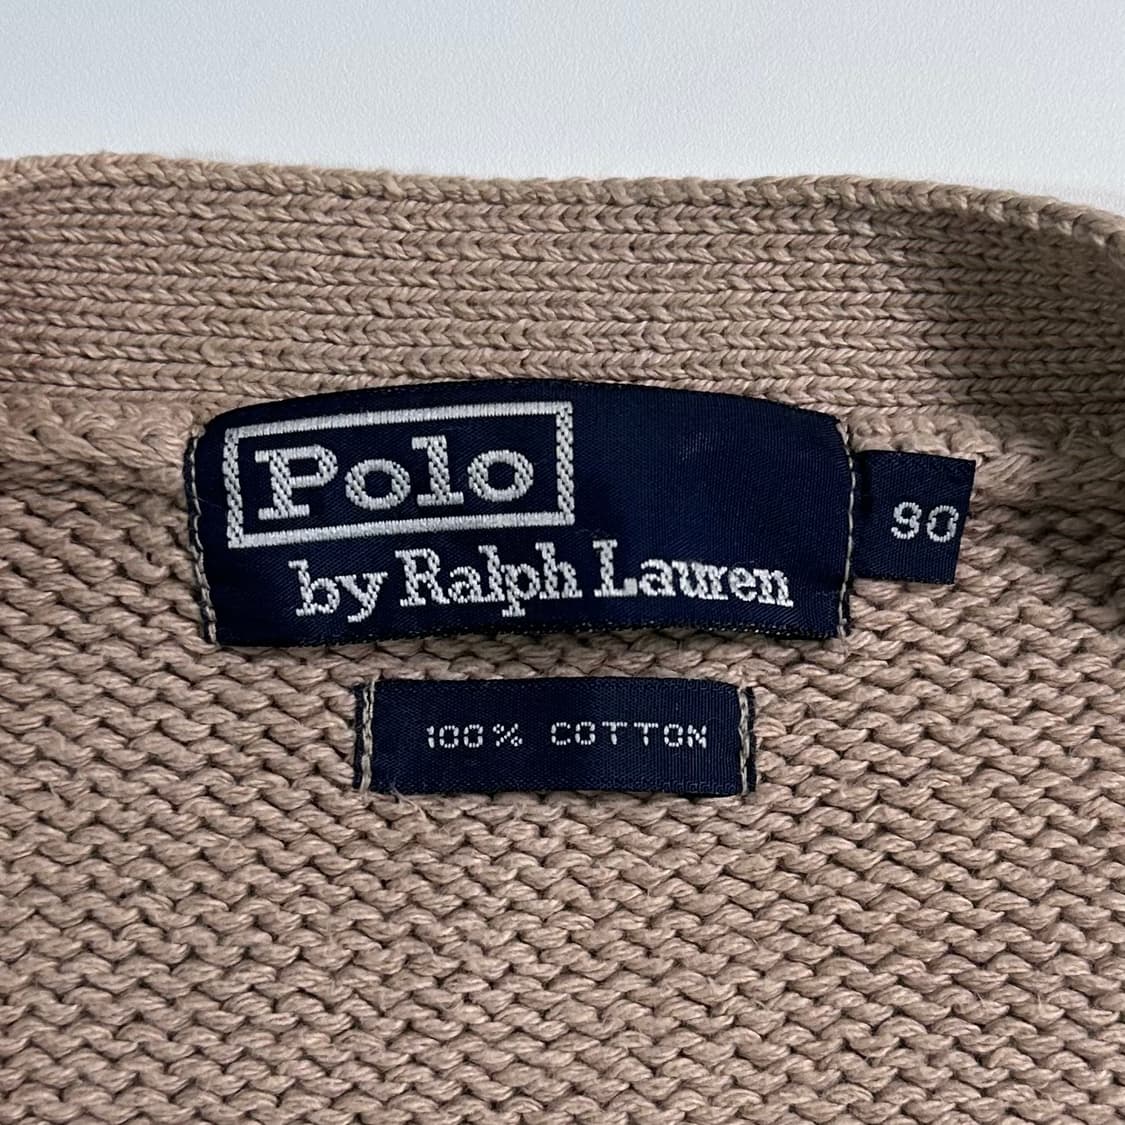 Polo
by Ralph Lauren
90
100% COTTON